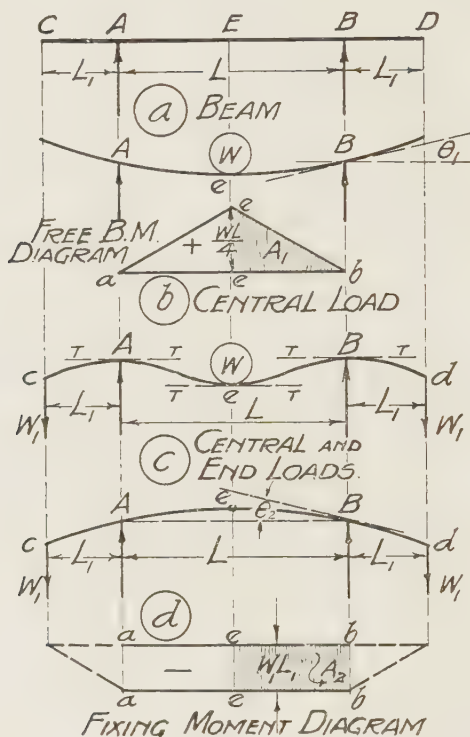 C A E B D
L₁ L L₁
(a) BEAM
A W B θ₁
e
FREE B.M. DIAGRAM
e
+ WL/4 A₁
a e b
(b) CENTRAL LOAD
T A T W T B T
c T e T d
L₁ L L₁
W₁ W₁
(c) CENTRAL AND END LOADS.
A e θ₂ B
c d
L₁ L L₁
W₁ W₁
(d)
a e b
− W₁L₁ A₂
a e b
FIXING MOMENT DIAGRAM